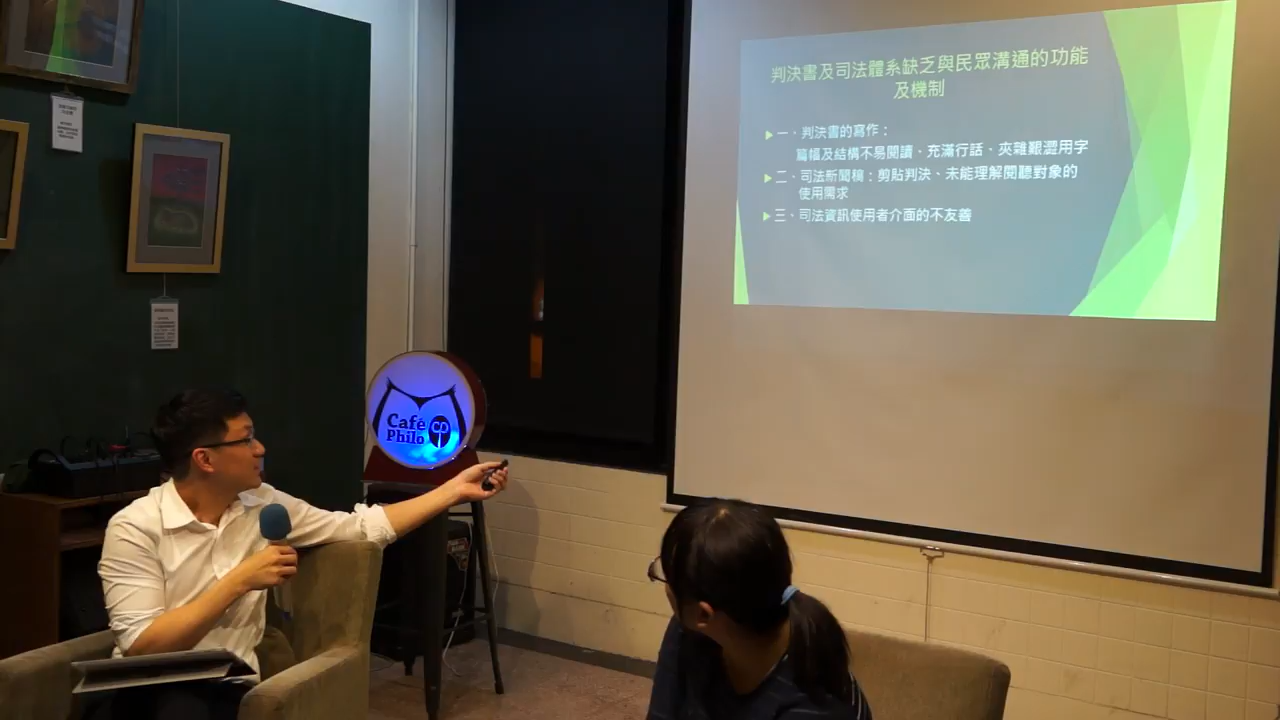 判決書及司法體系缺乏與民眾溝通的功能
及機制
一、判決書的寫作：
篇幅及結構不易閱讀、充滿行話、夾雜艱澀用字
二、司法新聞稿：剪貼判決、未能理解閱聽對象的
使用需求
三、司法資訊使用者介面的不友善
Café
Philo